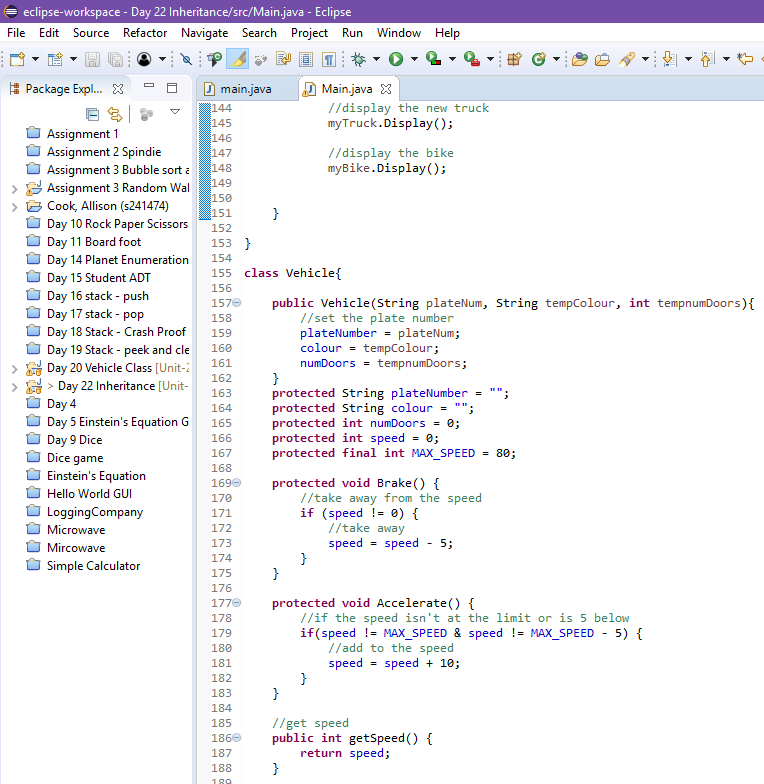 eclipse-workspace - Day 22 Inheritance/src/Main.java - Eclipse
File Edit Source Refactor Navigate Search Project Run Window Help
Package Expl...
Assignment 1
Assignment 2 Spindie
Assignment 3 Bubble sort a
Assignment 3 Random Wal
Cook, Allison (s241474)
Day 10 Rock Paper Scissors
Day 11 Board foot
Day 14 Planet Enumeration
Day 15 Student ADT
Day 16 stack - push
Day 17 stack - pop
Day 18 Stack - Crash Proof
Day 19 Stack - peek and cle
Day 20 Vehicle Class [Unit-2
> Day 22 Inheritance [Unit-
Day 4
Day 5 Einstein's Equation G
Day 9 Dice
Dice game
Einstein's Equation
Hello World GUI
LoggingCompany
Microwave
Mircowave
Simple Calculator
main.java Main.java
144 //display the new truck
145 myTruck.Display();
146
147 //display the bike
148 myBike.Display();
149
150
151 }
152
153 }
154
155 class Vehicle{
156
157 public Vehicle(String plateNum, String tempColour, int tempnumDoors){
158 //set the plate number
159 plateNumber = plateNum;
160 colour = tempColour;
161 numDoors = tempnumDoors;
162 }
163 protected String plateNumber = "";
164 protected String colour = "";
165 protected int numDoors = 0;
166 protected int speed = 0;
167 protected final int MAX_SPEED = 80;
168
169 protected void Brake() {
170 //take away from the speed
171 if (speed != 0) {
172 //take away
173 speed = speed - 5;
174 }
175 }
176
177 protected void Accelerate() {
178 //if the speed isn't at the limit or is 5 below
179 if(speed != MAX_SPEED & speed != MAX_SPEED - 5) {
180 //add to the speed
181 speed = speed + 10;
182 }
183 }
184
185 //get speed
186 public int getSpeed() {
187 return speed;
188 }
189